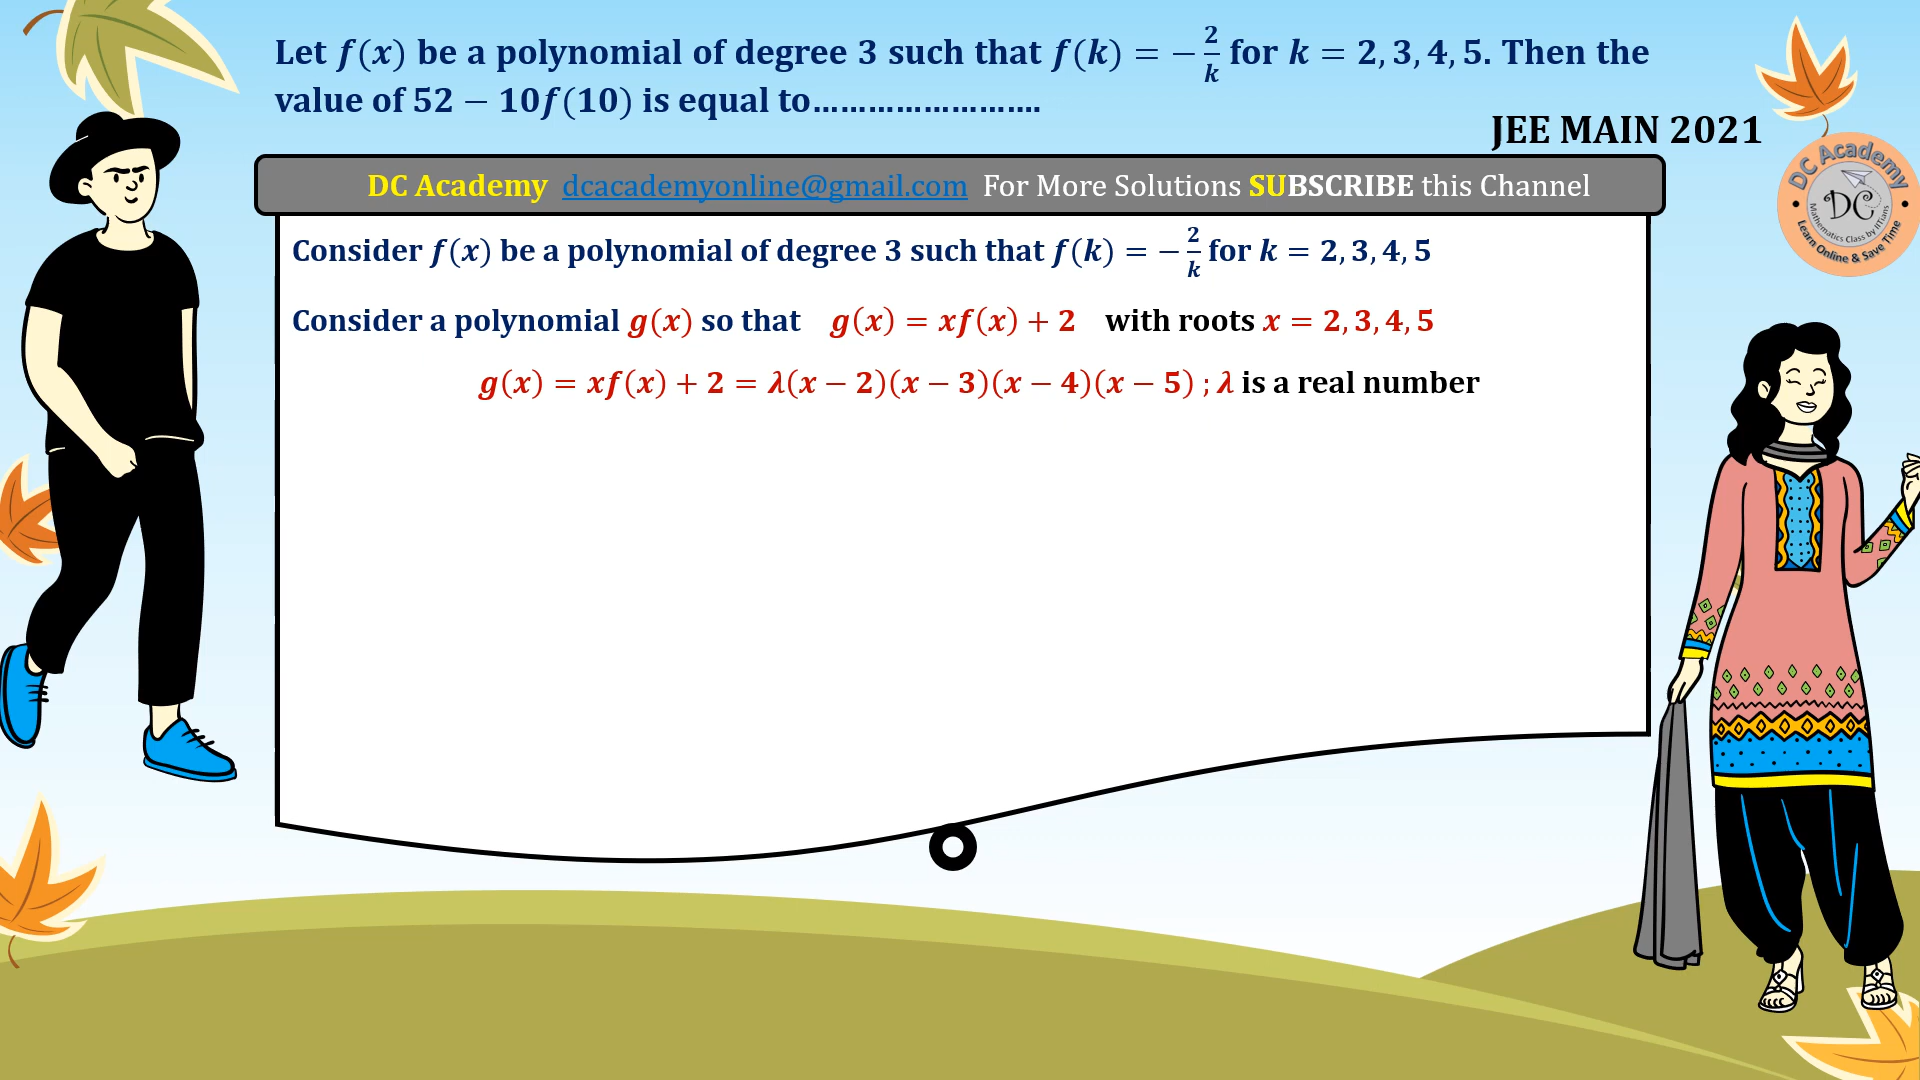 Let f(x) be a polynomial of degree 3 such that f(k) = −2/k for k = 2, 3, 4, 5. Then the
value of 52 − 10f(10) is equal to…………………….
JEE MAIN 2021
DC Academy dcacademyonline@gmail.com For More Solutions SUBSCRIBE this Channel
DC Academy
DC
Mathematics Class by IITians
Learn Online & Save Time
Consider f(x) be a polynomial of degree 3 such that f(k) = −2/k for k = 2, 3, 4, 5
Consider a polynomial g(x) so that g(x) = xf(x) + 2 with roots x = 2, 3, 4, 5
g(x) = xf(x) + 2 = λ(x − 2)(x − 3)(x − 4)(x − 5) ; λ is a real number